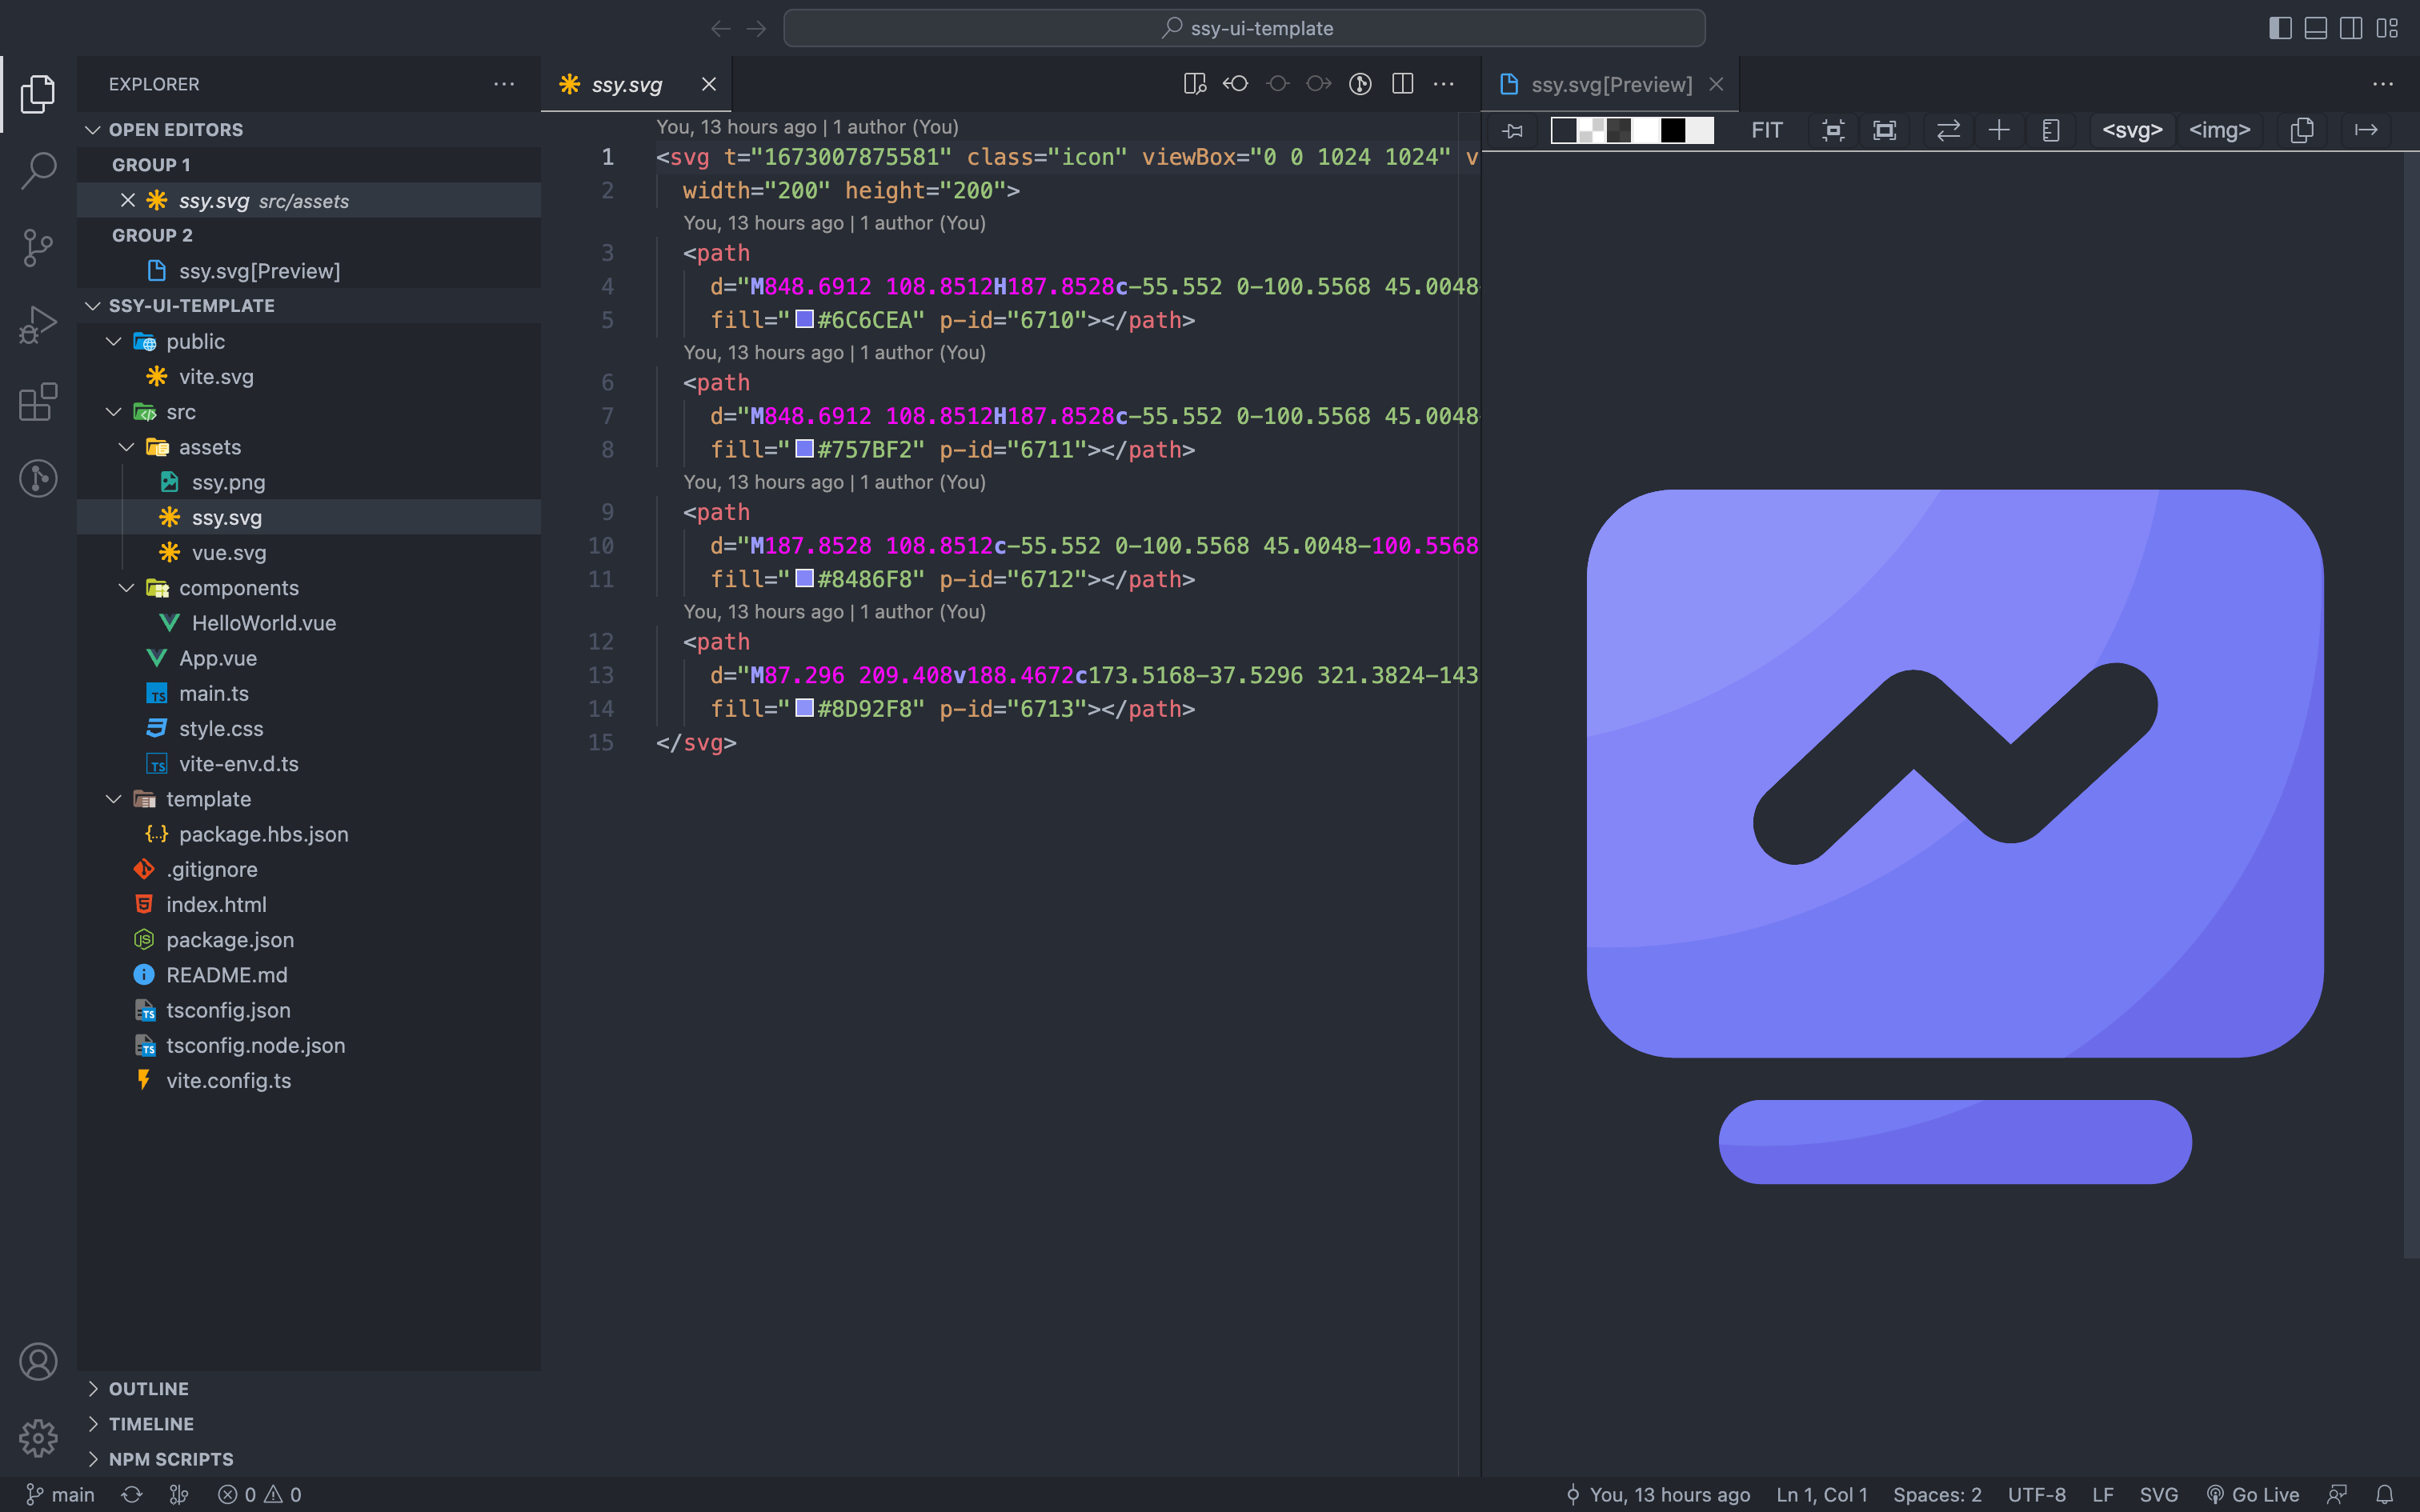 ssy-ui-template
EXPLORER
OPEN EDITORS
GROUP 1
ssy.svg src/assets
GROUP 2
ssy.svg[Preview]
SSY-UI-TEMPLATE
public
vite.svg
src
assets
ssy.png
ssy.svg
vue.svg
components
HelloWorld.vue
App.vue
main.ts
style.css
vite-env.d.ts
template
package.hbs.json
.gitignore
index.html
package.json
README.md
tsconfig.json
tsconfig.node.json
vite.config.ts
OUTLINE
TIMELINE
NPM SCRIPTS
ssy.svg
You, 13 hours ago | 1 author (You)
1 <svg t="1673007875581" class="icon" viewBox="0 0 1024 1024" v
2 width="200" height="200">
You, 13 hours ago | 1 author (You)
3 <path
4 d="M848.6912 108.8512H187.8528c-55.552 0-100.5568 45.0048-
5 fill="#6C6CEA" p-id="6710"></path>
You, 13 hours ago | 1 author (You)
6 <path
7 d="M848.6912 108.8512H187.8528c-55.552 0-100.5568 45.0048-
8 fill="#757BF2" p-id="6711"></path>
You, 13 hours ago | 1 author (You)
9 <path
10 d="M187.8528 108.8512c-55.552 0-100.5568 45.0048-100.5568
11 fill="#8486F8" p-id="6712"></path>
You, 13 hours ago | 1 author (You)
12 <path
13 d="M87.296 209.408v188.4672c173.5168-37.5296 321.3824-143
14 fill="#8D92F8" p-id="6713"></path>
15 </svg>
ssy.svg[Preview]
FIT <svg> <img>
main 0 0
You, 13 hours ago Ln 1, Col 1 Spaces: 2 UTF-8 LF SVG Go Live